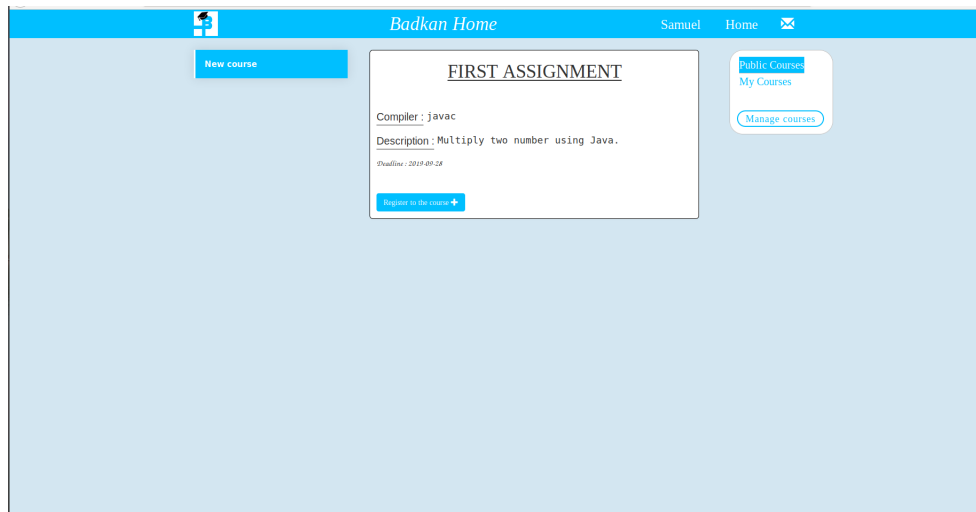 Badkan Home Samuel Home
New course
FIRST ASSIGNMENT
Compiler : javac
Description : Multiply two number using Java.
Deadline : 2019-09-28
Register to the course
Public Courses
My Courses
Manage courses